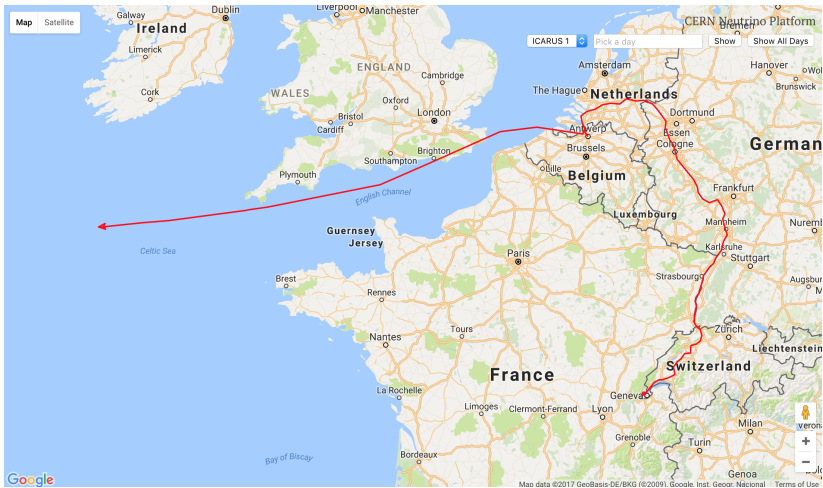 Map Satellite
CERN Neutrino Platform
ICARUS 1 Pick a day Show Show All Days
Galway
Dublin
Liverpool
Manchester
Bremen
Ireland
Limerick
Cork
ENGLAND
WALES
Cambridge
Oxford
Bristol
Cardiff
London
Brighton
Southampton
Plymouth
English Channel
Celtic Sea
Guernsey
Jersey
Amsterdam
The Hague
Netherlands
Hanover
Brunswick
Dortmund
Essen
Cologne
Antwerp
Brussels
Lille
Belgium
German
Frankfurt
Luxembourg
Mannheim
Nuremb
Karlsruhe
Stuttgart
Strasbourg
Augsbur
Paris
Brest
Rennes
Nantes
Tours
Zürich
Liechtenstein
Switzerland
France
Geneva
La Rochelle
Limoges
Clermont-Ferrand
Lyon
Grenoble
Milan
Verona
Turin
Bordeaux
Bay of Biscay
Genoa
Google
Map data ©2017 GeoBasis-DE/BKG (©2009), Google, Inst. Geogr. Nacional Terms of Use